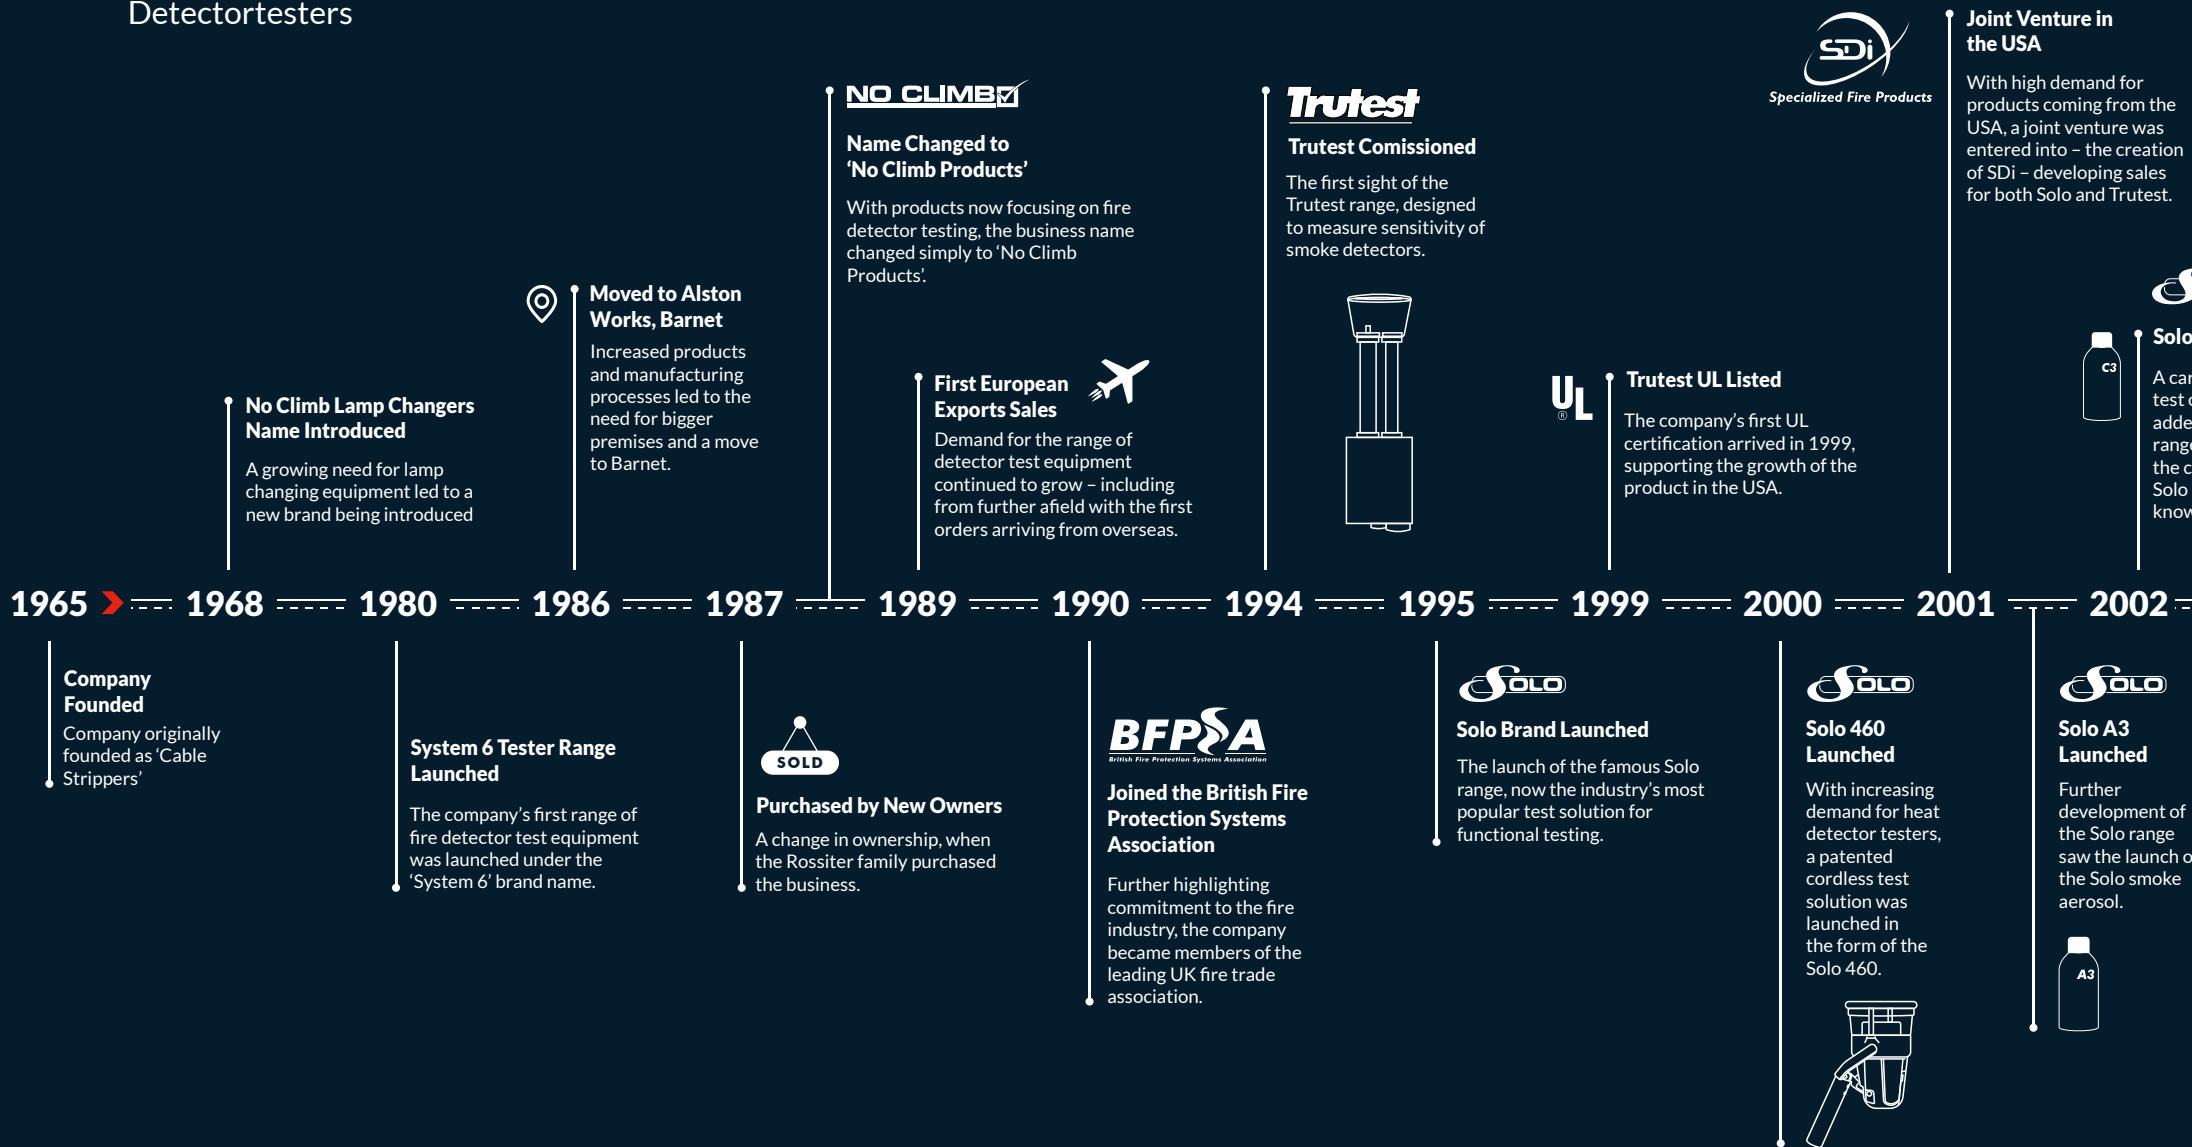 Detectortesters
NO CLIMB
Name Changed to
‘No Climb Products’
With products now focusing on fire
detector testing, the business name
changed simply to ‘No Climb
Products’.
Trutest
Trutest Comissioned
The first sight of the
Trutest range, designed
to measure sensitivity of
smoke detectors.
SDi
Specialized Fire Products
Joint Venture in
the USA
With high demand for
products coming from the
USA, a joint venture was
entered into – the creation
of SDi – developing sales
for both Solo and Trutest.
No Climb Lamp Changers
Name Introduced
A growing need for lamp
changing equipment led to a
new brand being introduced
Moved to Alston
Works, Barnet
Increased products
and manufacturing
processes led to the
need for bigger
premises and a move
to Barnet.
First European
Exports Sales
Demand for the range of
detector test equipment
continued to grow – including
from further afield with the first
orders arriving from overseas.
UL
®
Trutest UL Listed
The company’s first UL
certification arrived in 1999,
supporting the growth of the
product in the USA.
C3
S
Solo
A car
test c
adde
range
the c
Solo
know
1965 1968 1980 1986 1987 1989 1990 1994 1995 1999 2000 2001 2002
Company
Founded
Company originally
founded as ‘Cable
Strippers’
System 6 Tester Range
Launched
The company’s first range of
fire detector test equipment
was launched under the
‘System 6’ brand name.
SOLD
Purchased by New Owners
A change in ownership, when
the Rossiter family purchased
the business.
BFPSA
British Fire Protection Systems Association
Joined the British Fire
Protection Systems
Association
Further highlighting
commitment to the fire
industry, the company
became members of the
leading UK fire trade
association.
SOLO
Solo Brand Launched
The launch of the famous Solo
range, now the industry’s most
popular test solution for
functional testing.
SOLO
Solo 460
Launched
With increasing
demand for heat
detector testers,
a patented
cordless test
solution was
launched in
the form of the
Solo 460.
SOLO
Solo A3
Launched
Further
development of
the Solo range
saw the launch o
the Solo smoke
aerosol.
A3